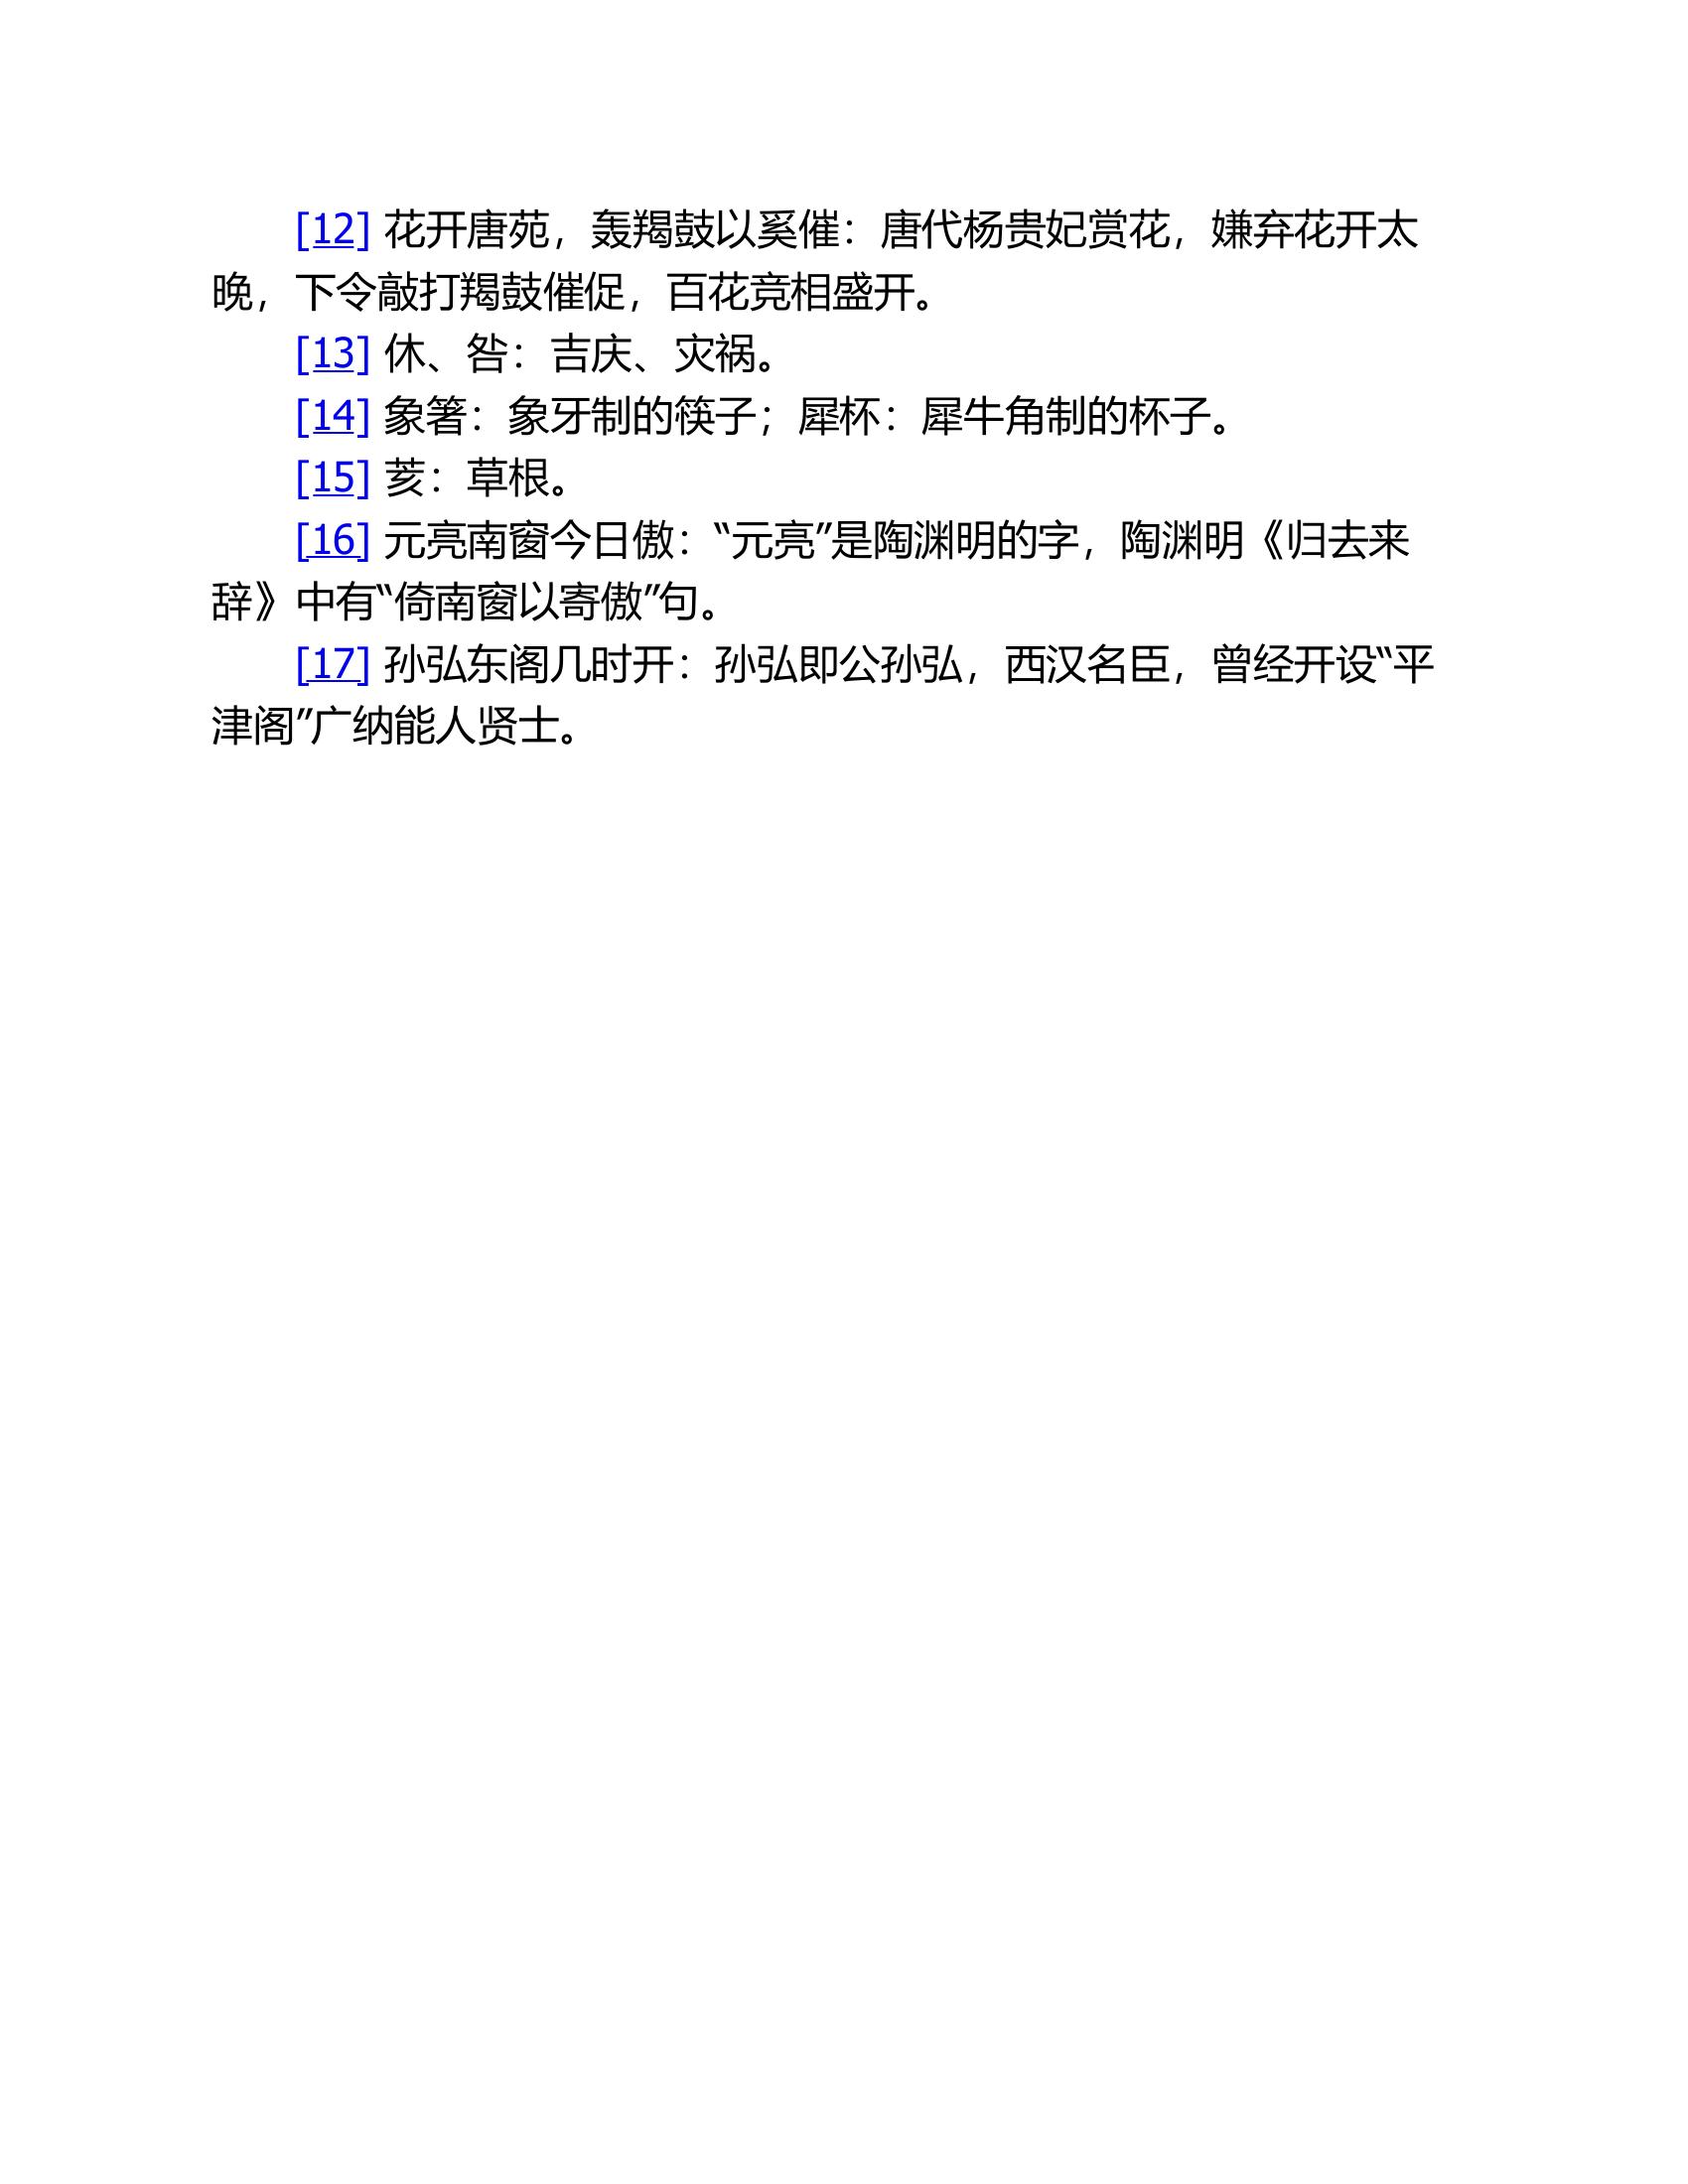 [12] 花开唐苑，轰羯鼓以奚催：唐代杨贵妃赏花，嫌弃花开太
晚，下令敲打羯鼓催促，百花竞相盛开。
[13] 休、咎：吉庆、灾祸。
[14] 象箸：象牙制的筷子；犀杯：犀牛角制的杯子。
[15] 荄：草根。
[16] 元亮南窗今日傲：“元亮”是陶渊明的字，陶渊明《归去来
辞》中有“倚南窗以寄傲”句。
[17] 孙弘东阁几时开：孙弘即公孙弘，西汉名臣，曾经开设“平
津阁”广纳能人贤士。